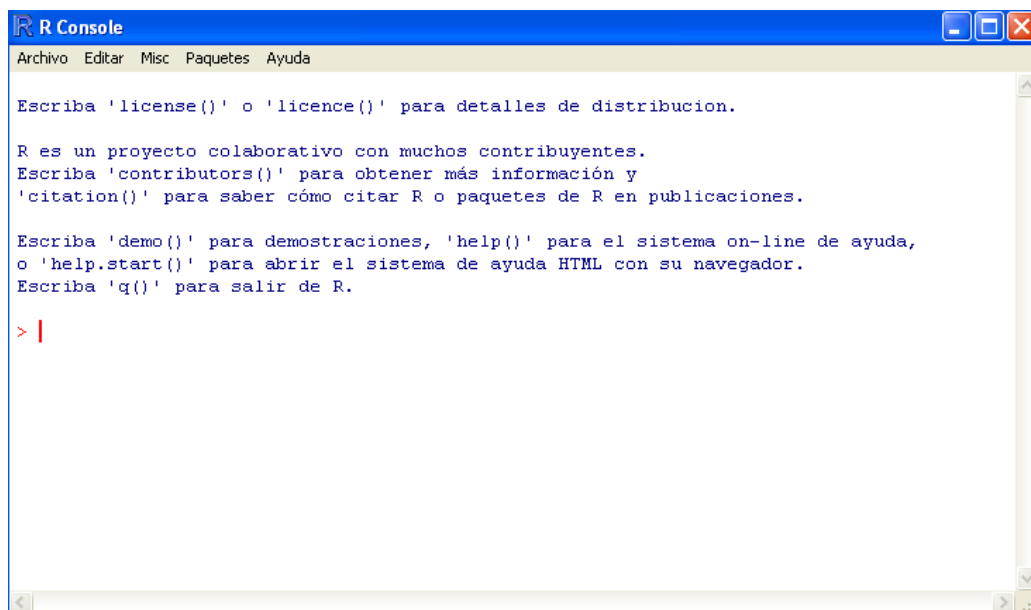 R Console
Archivo Editar Misc Paquetes Ayuda
Escriba 'license()' o 'licence()' para detalles de distribucion.
R es un proyecto colaborativo con muchos contribuyentes.
Escriba 'contributors()' para obtener más información y
'citation()' para saber cómo citar R o paquetes de R en publicaciones.
Escriba 'demo()' para demostraciones, 'help()' para el sistema on-line de ayuda,
o 'help.start()' para abrir el sistema de ayuda HTML con su navegador.
Escriba 'q()' para salir de R.
>